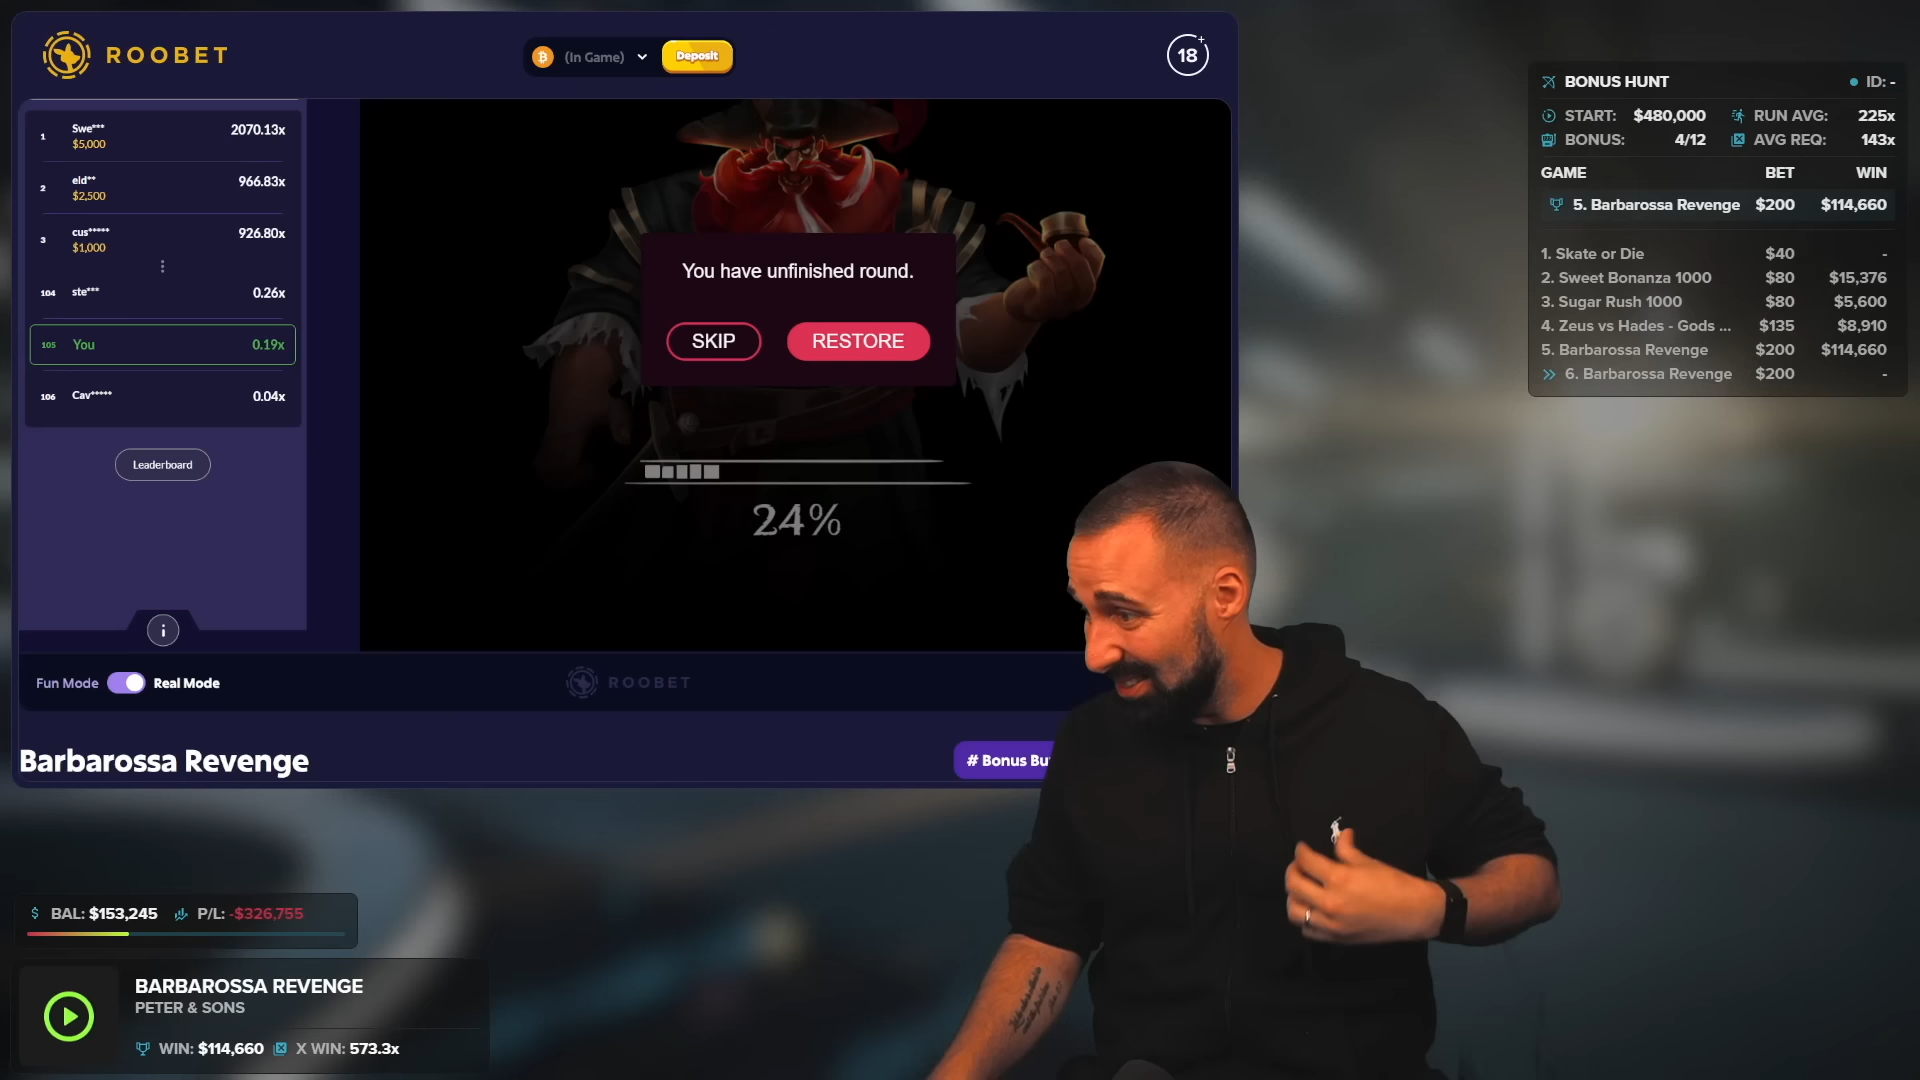 ROOBET
(In Game)
Deposit
18+
1 Swe*** 2070.13x
$5,000
2 eld** 966.83x
$2,500
3 cus***** 926.80x
$1,000
104 ste*** 0.26x
105 You 0.19x
106 Cav***** 0.04x
Leaderboard
i
You have unfinished round.
SKIP RESTORE
24%
Fun Mode Real Mode
ROOBET
Barbarossa Revenge
# Bonus Bu
BONUS HUNT ID: -
START: $480,000 RUN AVG: 225x
BONUS: 4/12 AVG REQ: 143x
GAME BET WIN
5. Barbarossa Revenge $200 $114,660
1. Skate or Die $40 -
2. Sweet Bonanza 1000 $80 $15,376
3. Sugar Rush 1000 $80 $5,600
4. Zeus vs Hades - Gods ... $135 $8,910
5. Barbarossa Revenge $200 $114,660
6. Barbarossa Revenge $200 -
BAL: $153,245 P/L: -$326,755
BARBAROSSA REVENGE
PETER & SONS
WIN: $114,660 X WIN: 573.3x